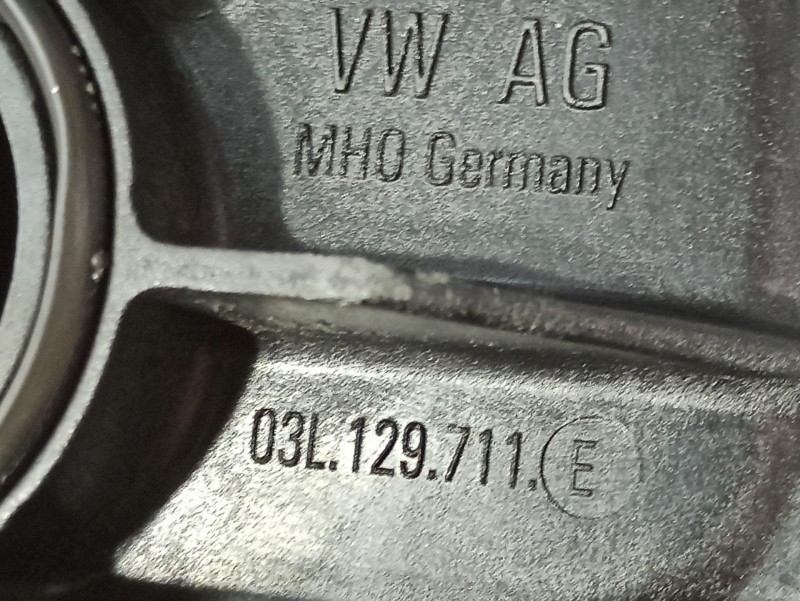 VW AG
MHO Germany
03L.129.711.E